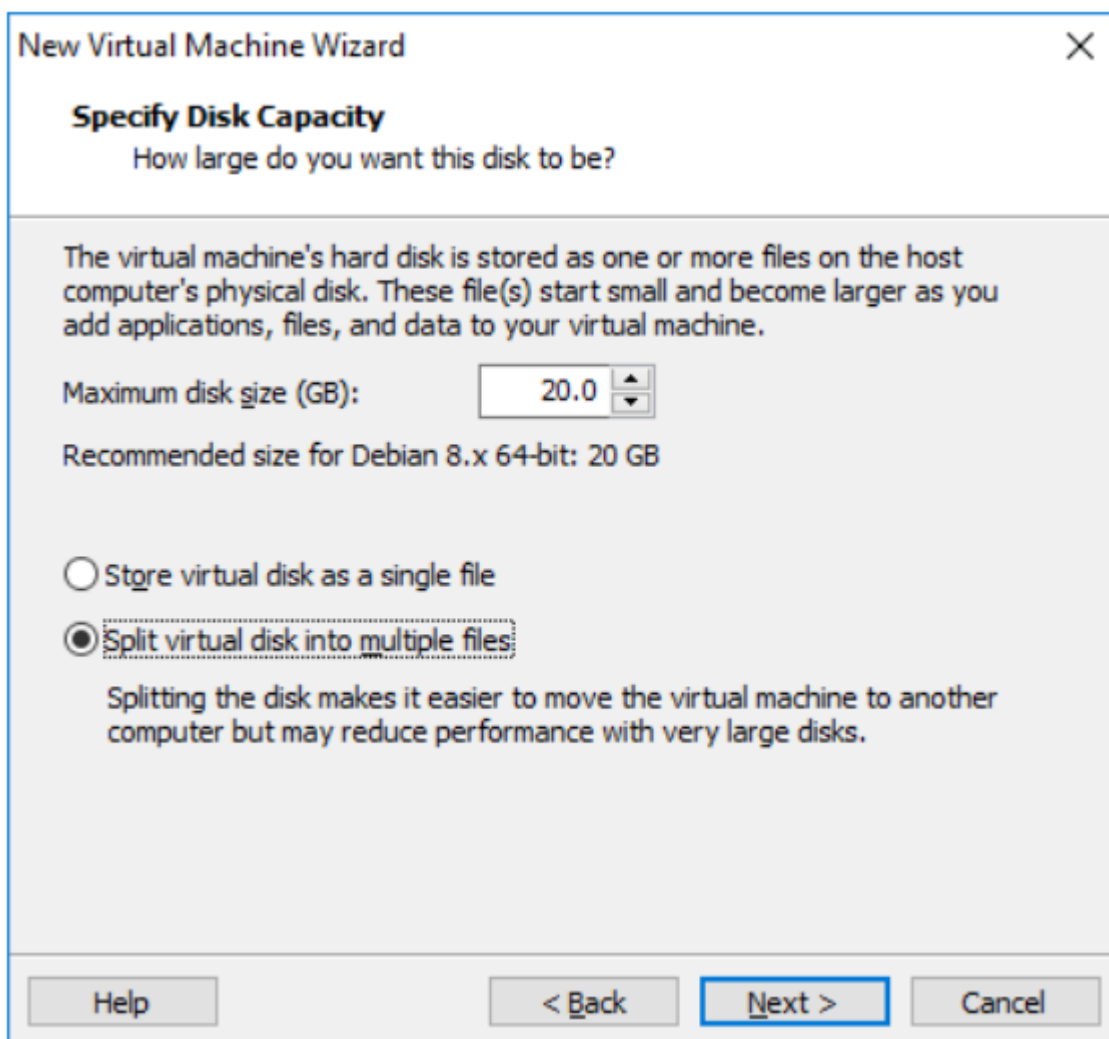 New Virtual Machine Wizard
Specify Disk Capacity
How large do you want this disk to be?
The virtual machine's hard disk is stored as one or more files on the host
computer's physical disk. These file(s) start small and become larger as you
add applications, files, and data to your virtual machine.
Maximum disk size (GB): 20.0
Recommended size for Debian 8.x 64-bit: 20 GB
Store virtual disk as a single file
Split virtual disk into multiple files
Splitting the disk makes it easier to move the virtual machine to another
computer but may reduce performance with very large disks.
Help < Back Next > Cancel